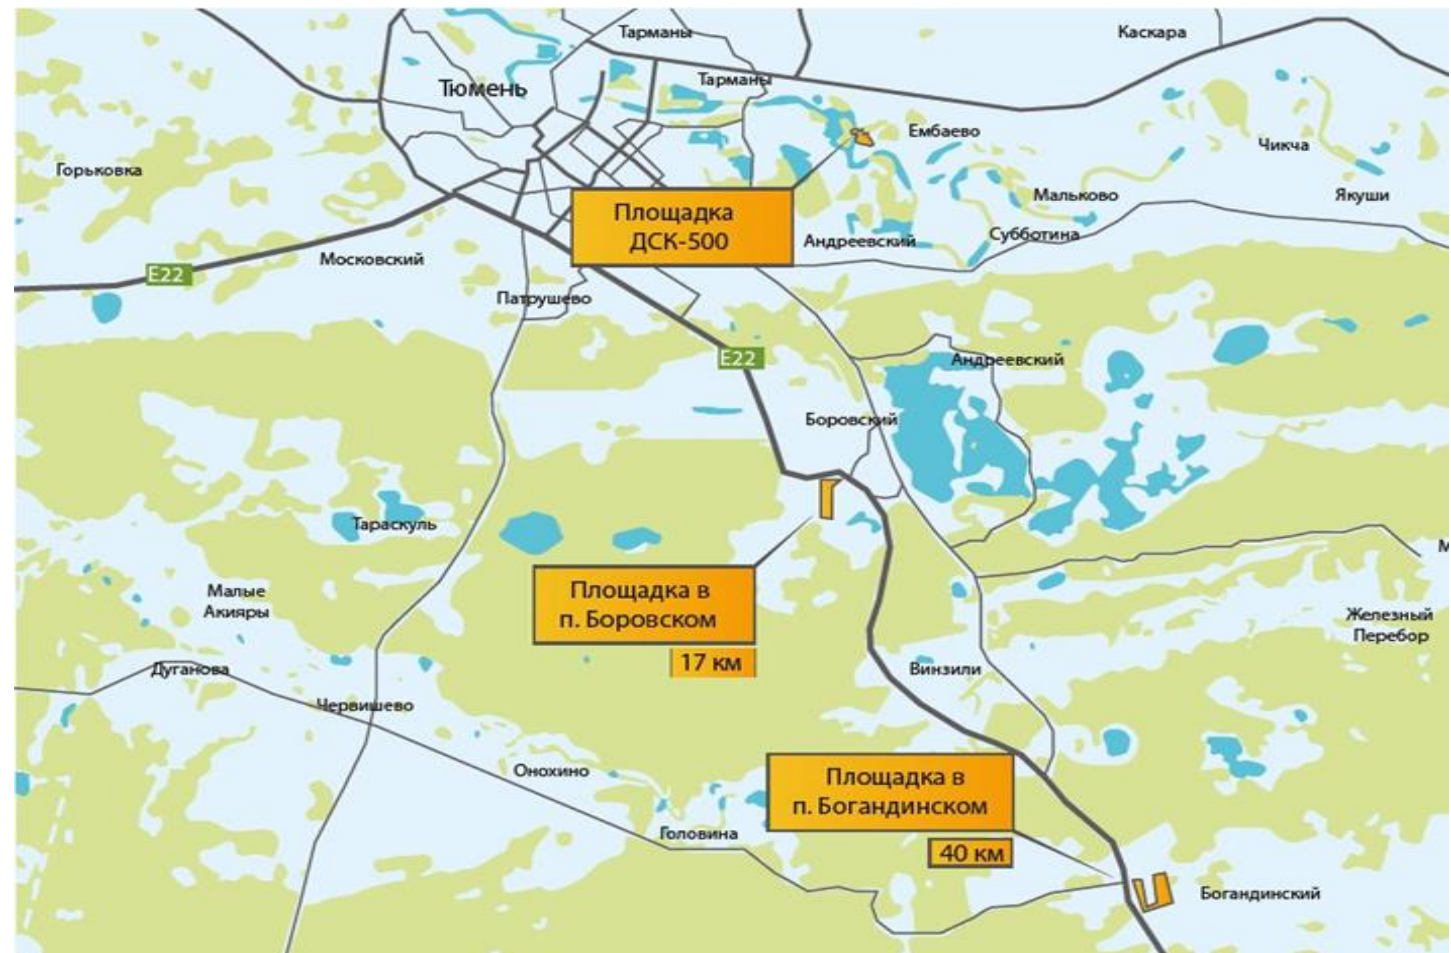 Тарманы
Каскара
Тюмень
Тарманы
Ембаево
Чикча
Горьковка
Мальково
Якуши
Площадка
ДСК-500
Субботина
Андреевский
Московский
E22
Патрушево
E22
Андреевский
Боровский
Тараскуль
М
Площадка в
п. Боровском
17 км
Малые
Акияры
Железный
Перебор
Дуганова
Винзили
Червишево
Онохино
Площадка в
п. Богандинском
Головина
40 км
Богандинский